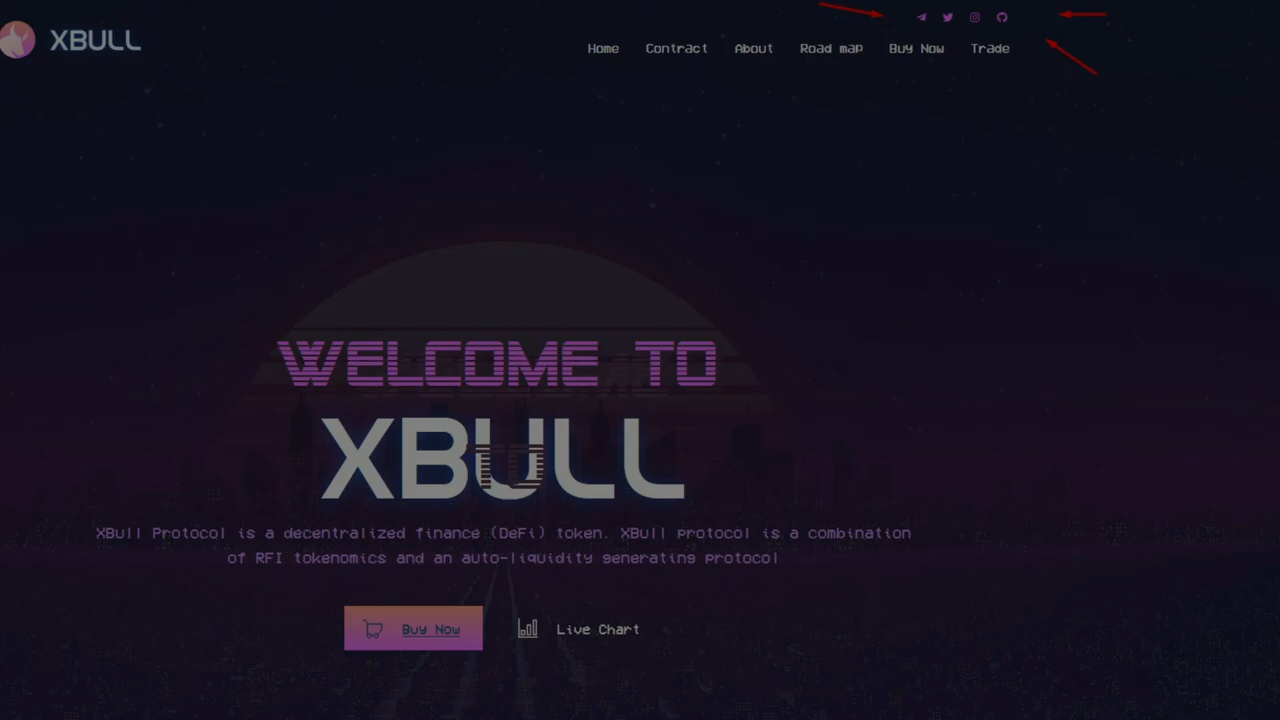 XBULL
Home Contract About Road map Buy Now Trade
WELCOME TO
XBULL
XBull Protocol is a decentralized finance (DeFi) token. XBull protocol is a combination
of RFI tokenomics and an auto-liquidity generating protocol
Buy Now Live Chart